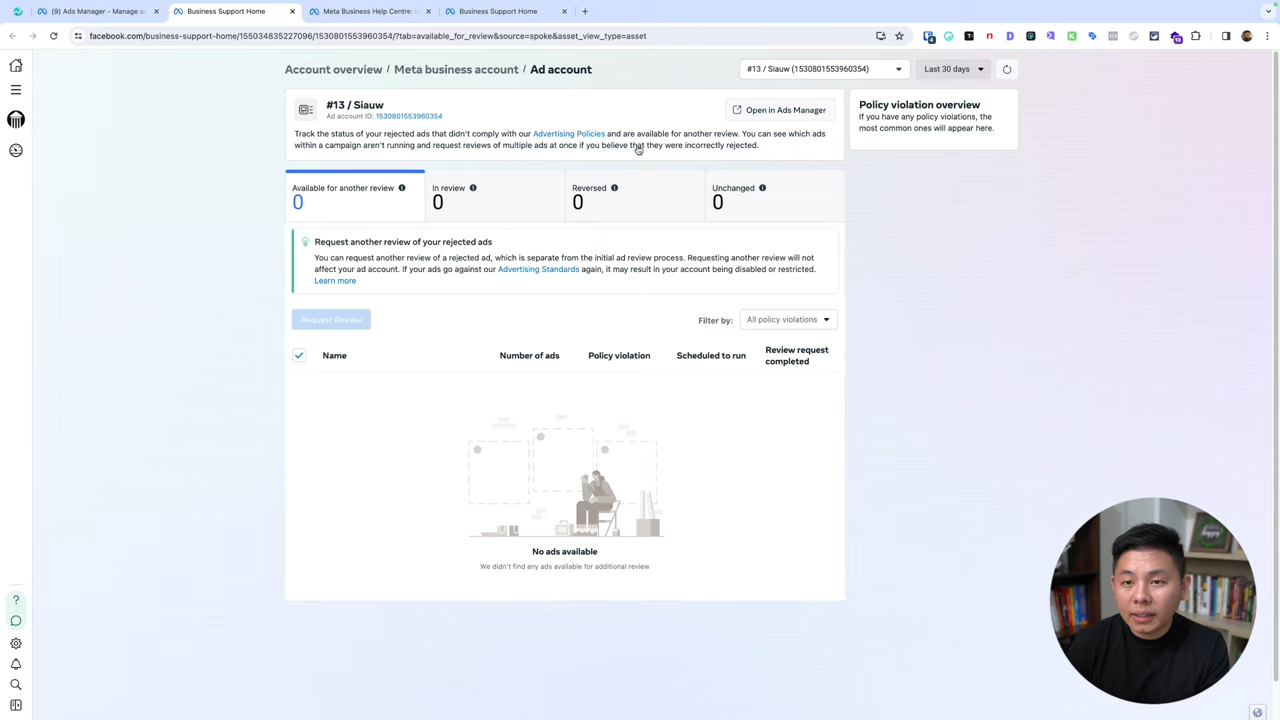 (9) Ads Manager - Manage a
Business Support Home
Meta Business Help Centre: H
Business Support Home
facebook.com/business-support-home/155034835227096/1530801553960354/?tab=available_for_review&source=spoke&asset_view_type=asset
10
Account overview / Meta business account / Ad account
#13 / Siauw (1530801553960354)
Last 30 days
#13 / Siauw
Ad account ID: 1530801553960354
Open in Ads Manager
Track the status of your rejected ads that didn't comply with our Advertising Policies and are available for another review. You can see which ads
within a campaign aren't running and request reviews of multiple ads at once if you believe that they were incorrectly rejected.
Policy violation overview
If you have any policy violations, the
most common ones will appear here.
Available for another review
0
In review
0
Reversed
0
Unchanged
0
Request another review of your rejected ads
You can request another review of a rejected ad, which is separate from the initial ad review process. Requesting another review will not
affect your ad account. If your ads go against our Advertising Standards again, it may result in your account being disabled or restricted.
Learn more
Request Review
Filter by:
All policy violations
Name
Number of ads
Policy violation
Scheduled to run
Review request
completed
No ads available
We didn't find any ads available for additional review